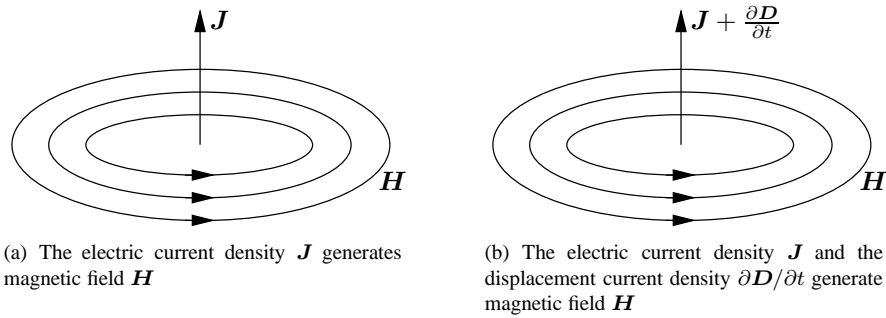 J
H
(a) The electric current density J generates
magnetic field H
J + ∂D/∂t
H
(b) The electric current density J and the
displacement current density ∂D/∂t generate
magnetic field H